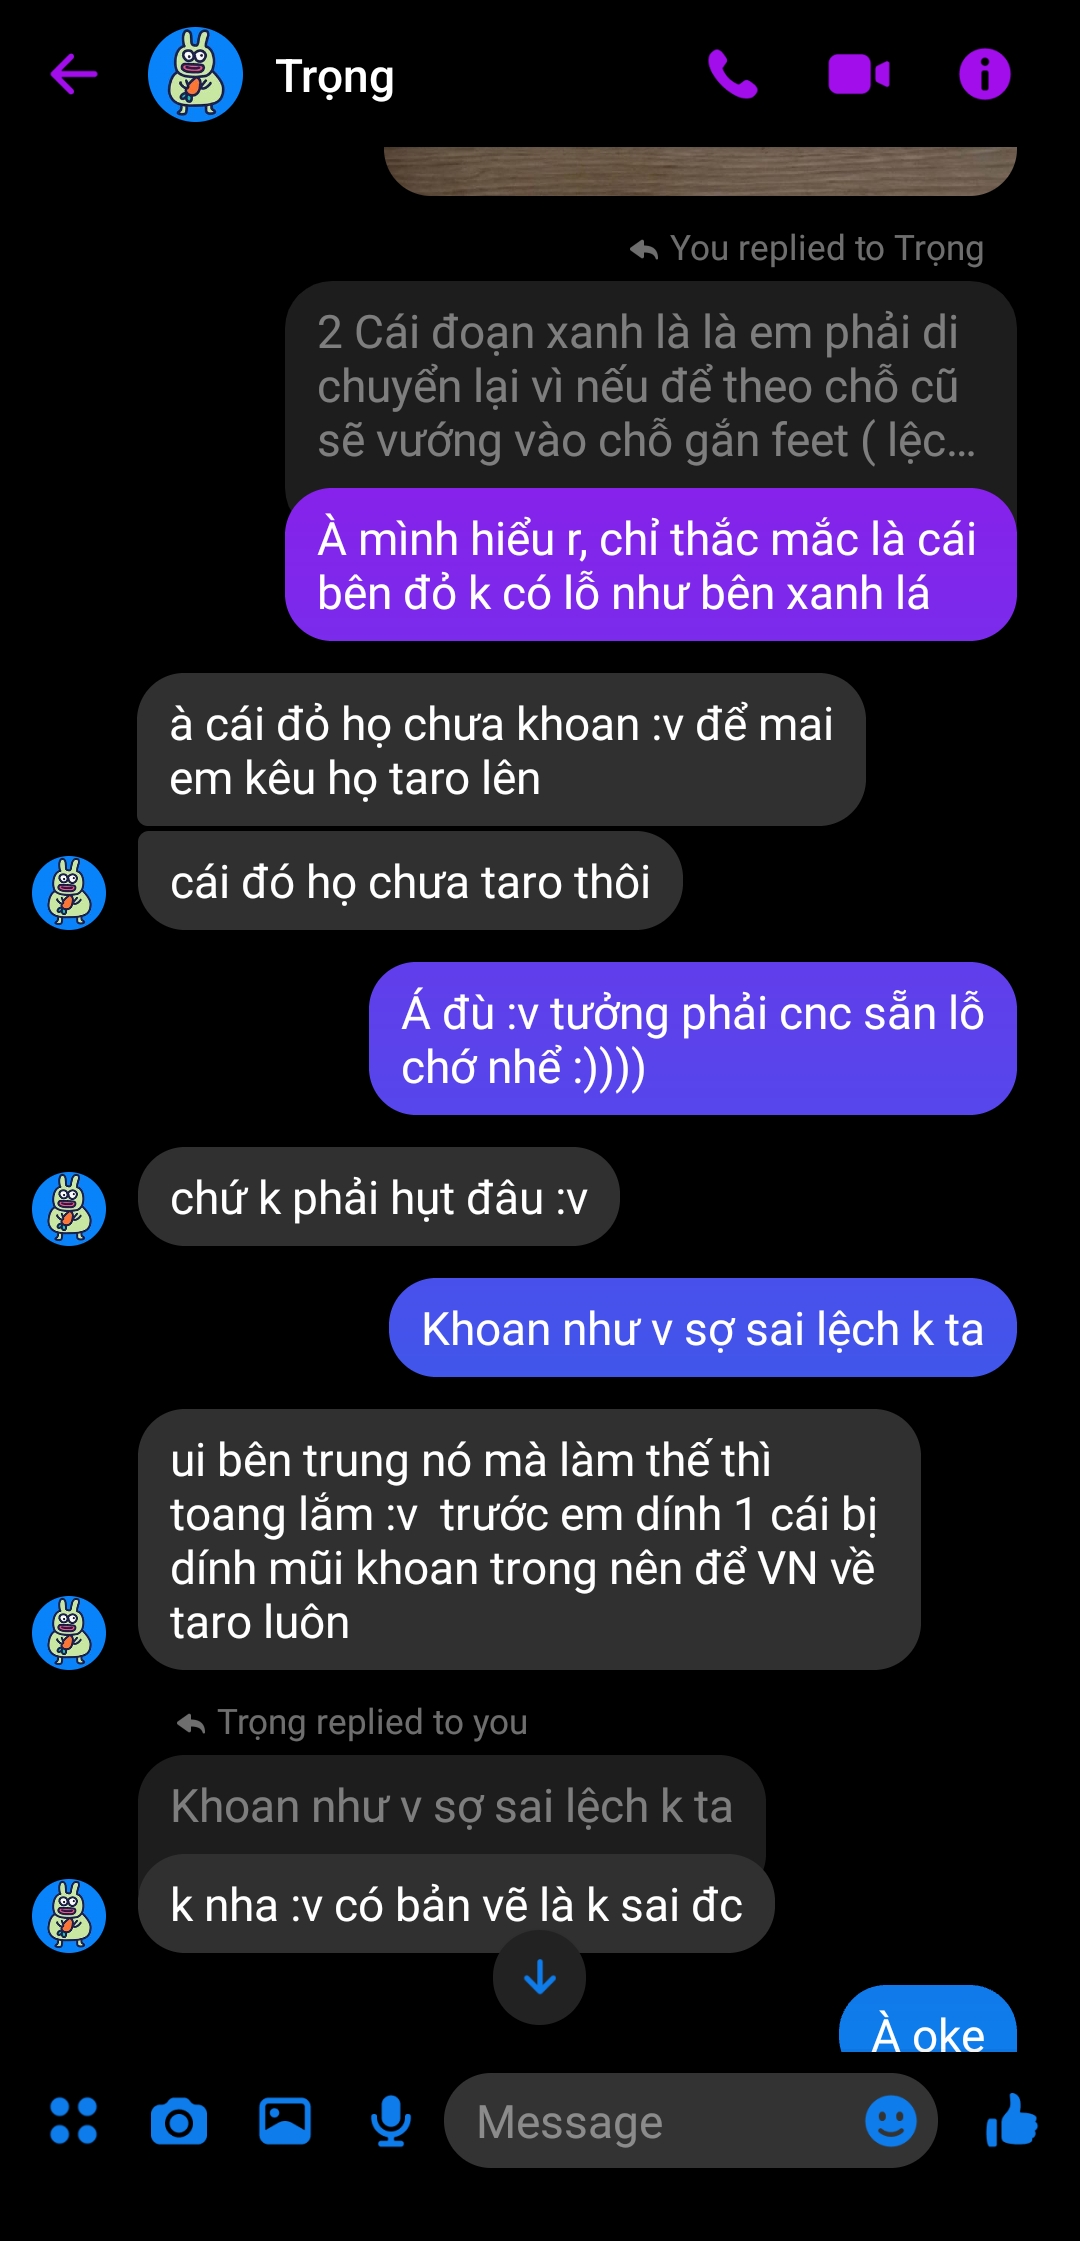 Trọng
You replied to Trọng
2 Cái đoạn xanh là là em phải di
chuyển lại vì nếu để theo chỗ cũ
sẽ vướng vào chỗ gắn feet ( lệc...
À mình hiểu r, chỉ thắc mắc là cái
bên đỏ k có lỗ như bên xanh lá
à cái đỏ họ chưa khoan :v để mai
em kêu họ taro lên
cái đó họ chưa taro thôi
Á đù :v tưởng phải cnc sẵn lỗ
chớ nhể :))))
chứ k phải hụt đâu :v
Khoan như v sợ sai lệch k ta
ui bên trung nó mà làm thế thì
toang lắm :v  trước em dính 1 cái bị
dính mũi khoan trong nên để VN về
taro luôn
Trọng replied to you
Khoan như v sợ sai lệch k ta
k nha :v có bản vẽ là k sai đc
À oke
Message